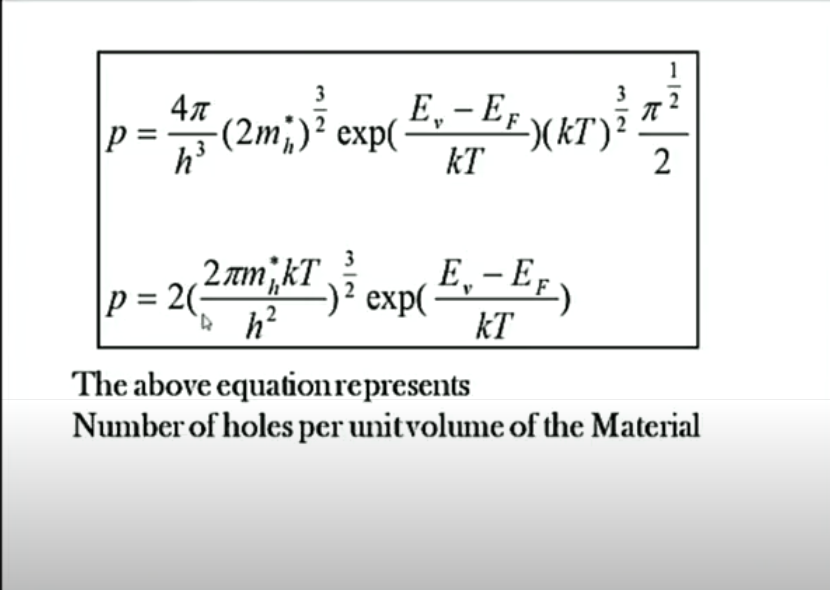 p = \frac{4\pi}{h^3}(2m_h^*)^{\frac{3}{2}} exp(\frac{E_v - E_F}{kT})(kT)^{\frac{3}{2}} \frac{\pi^{\frac{1}{2}}}{2}
p = 2(\frac{2\pi m_h^* kT}{h^2})^{\frac{3}{2}} exp(\frac{E_v - E_F}{kT})
The above equation represents
Number of holes per unit volume of the Material